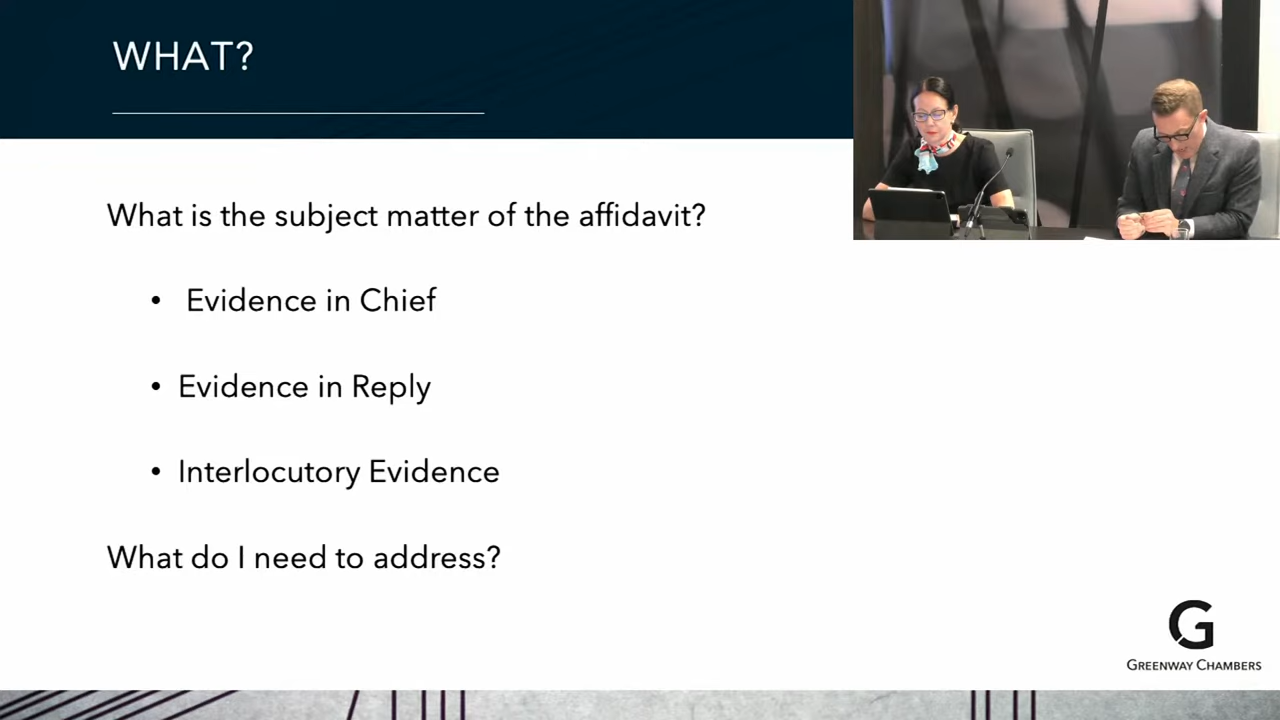 WHAT?
What is the subject matter of the affidavit?
• Evidence in Chief
• Evidence in Reply
• Interlocutory Evidence
What do I need to address?
G
GREENWAY CHAMBERS